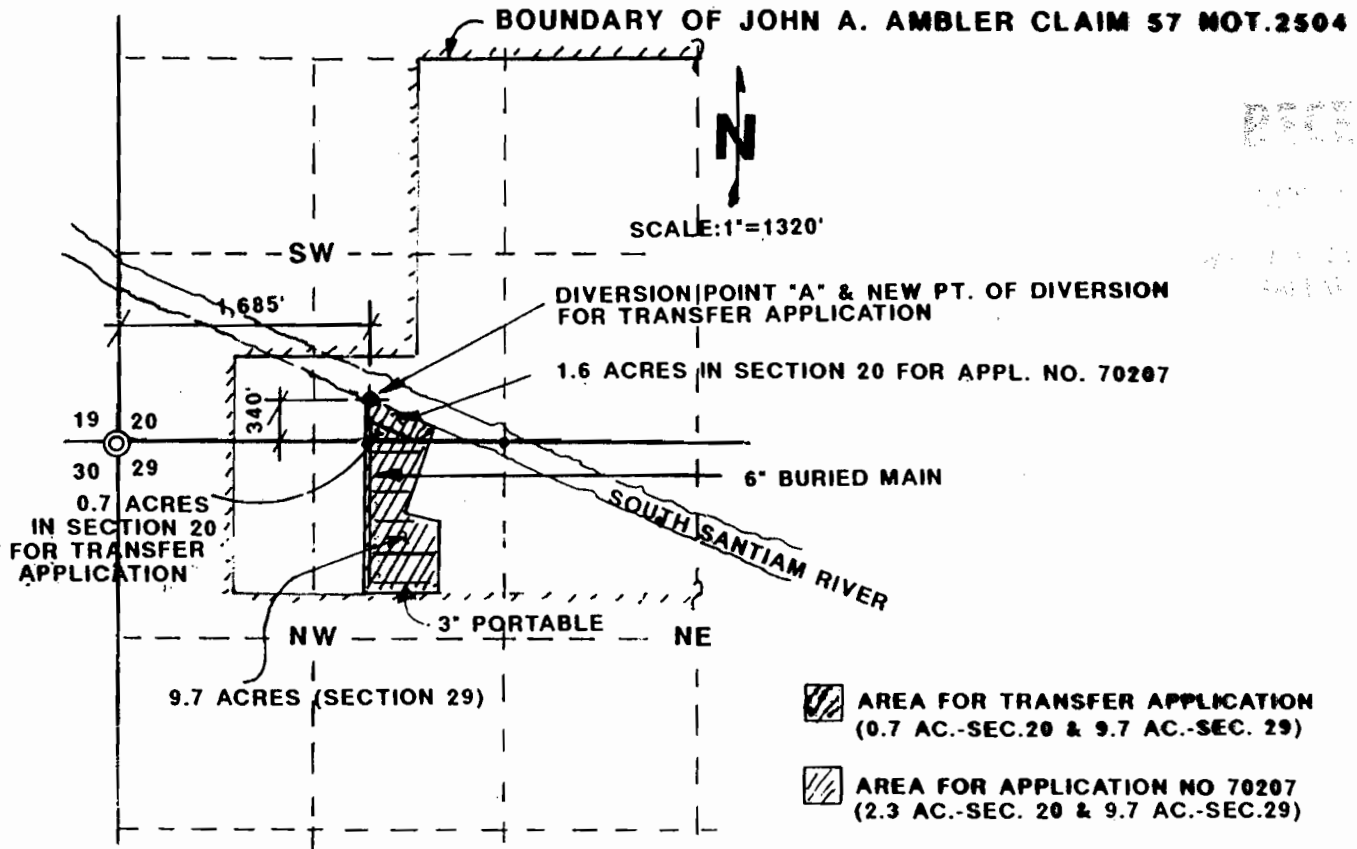 BOUNDARY OF JOHN A. AMBLER CLAIM 57 NOT.2504
N
SCALE:1"=1320'
SW
1,685'
DIVERSION POINT "A" & NEW PT. OF DIVERSION
FOR TRANSFER APPLICATION
1.6 ACRES IN SECTION 20 FOR APPL. NO. 70207
340'
19 20
30 29
6" BURIED MAIN
0.7 ACRES
IN SECTION 20
FOR TRANSFER
APPLICATION
SOUTH SANTIAM RIVER
3" PORTABLE
NW
NE
9.7 ACRES (SECTION 29)
AREA FOR TRANSFER APPLICATION
(0.7 AC.-SEC.20 & 9.7 AC.-SEC. 29)
AREA FOR APPLICATION NO 70207
(2.3 AC.-SEC. 20 & 9.7 AC.-SEC.29)